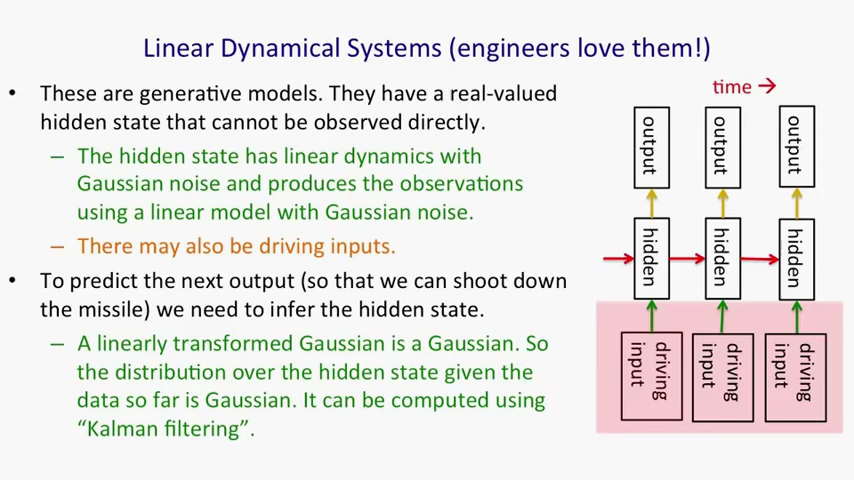 Linear Dynamical Systems (engineers love them!)
• These are generative models. They have a real-valued
hidden state that cannot be observed directly.
– The hidden state has linear dynamics with
Gaussian noise and produces the observations
using a linear model with Gaussian noise.
– There may also be driving inputs.
• To predict the next output (so that we can shoot down
the missile) we need to infer the hidden state.
– A linearly transformed Gaussian is a Gaussian. So
the distribution over the hidden state given the
data so far is Gaussian. It can be computed using
“Kalman filtering”.
time →
output
output
output
hidden
hidden
hidden
driving
input
driving
input
driving
input